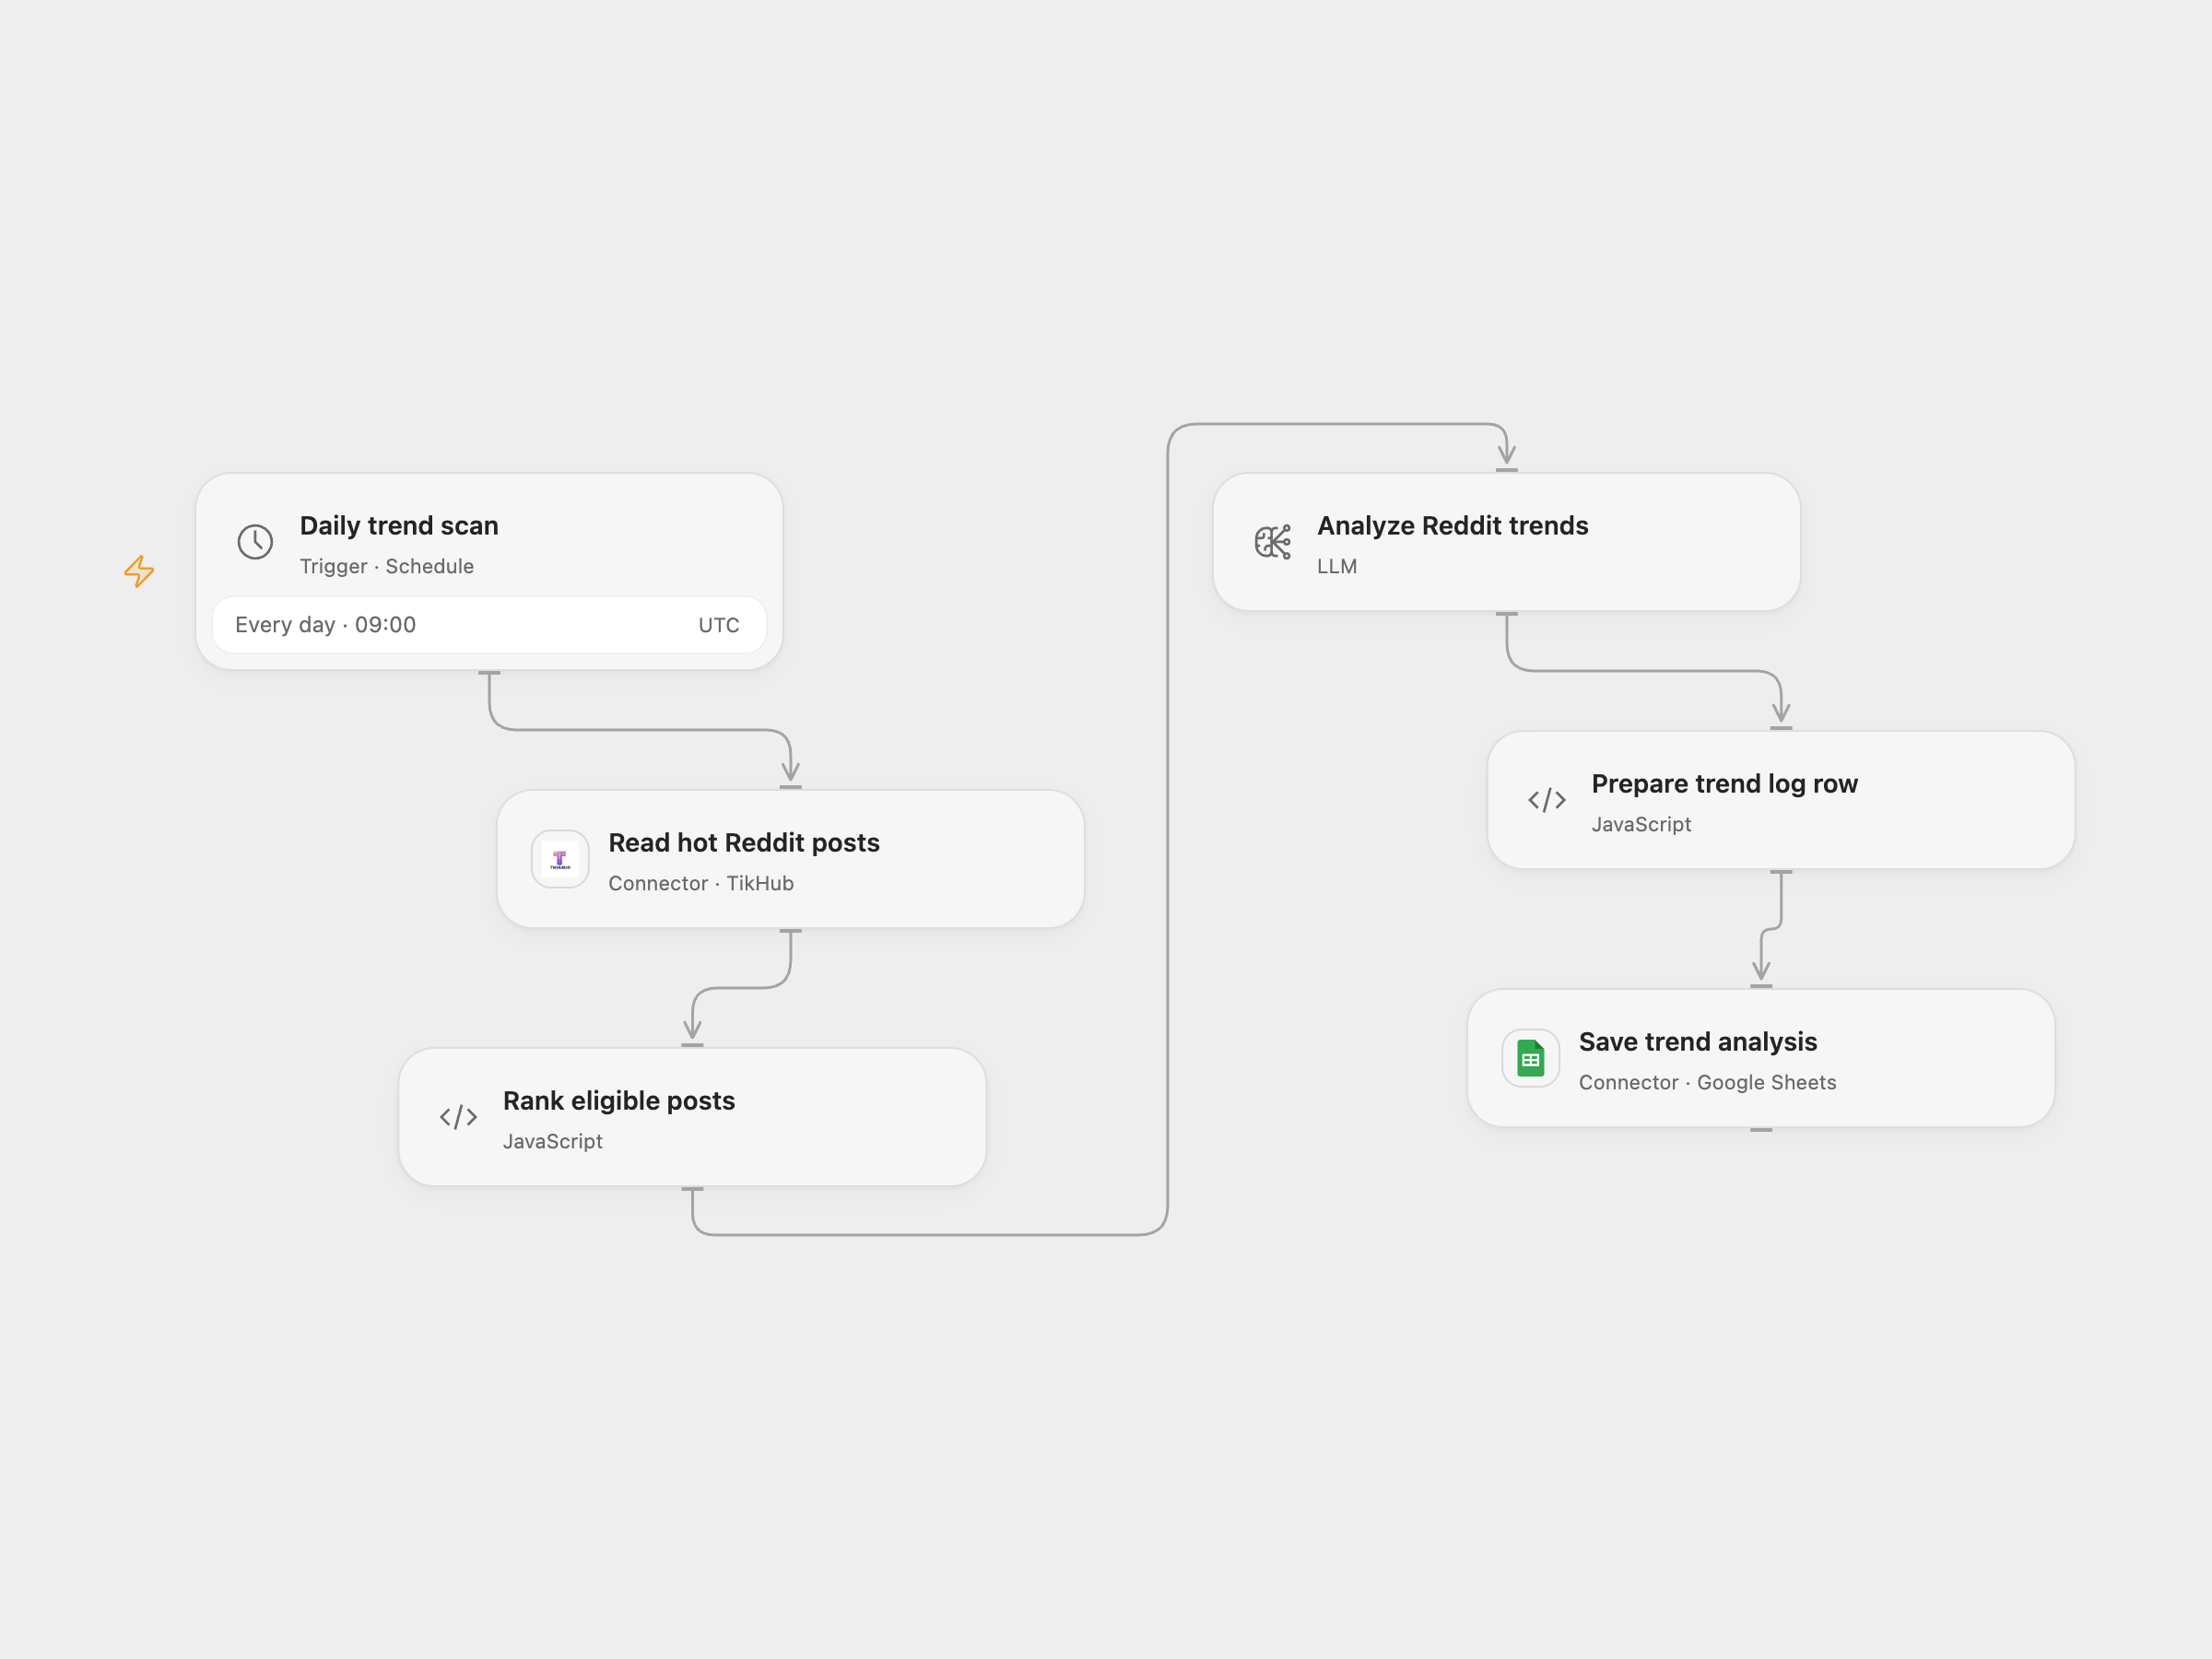 Daily trend scan
Trigger · Schedule
Every day · 09:00
UTC
Read hot Reddit posts
Connector · TikHub
Rank eligible posts
JavaScript
Analyze Reddit trends
LLM
Prepare trend log row
JavaScript
Save trend analysis
Connector · Google Sheets